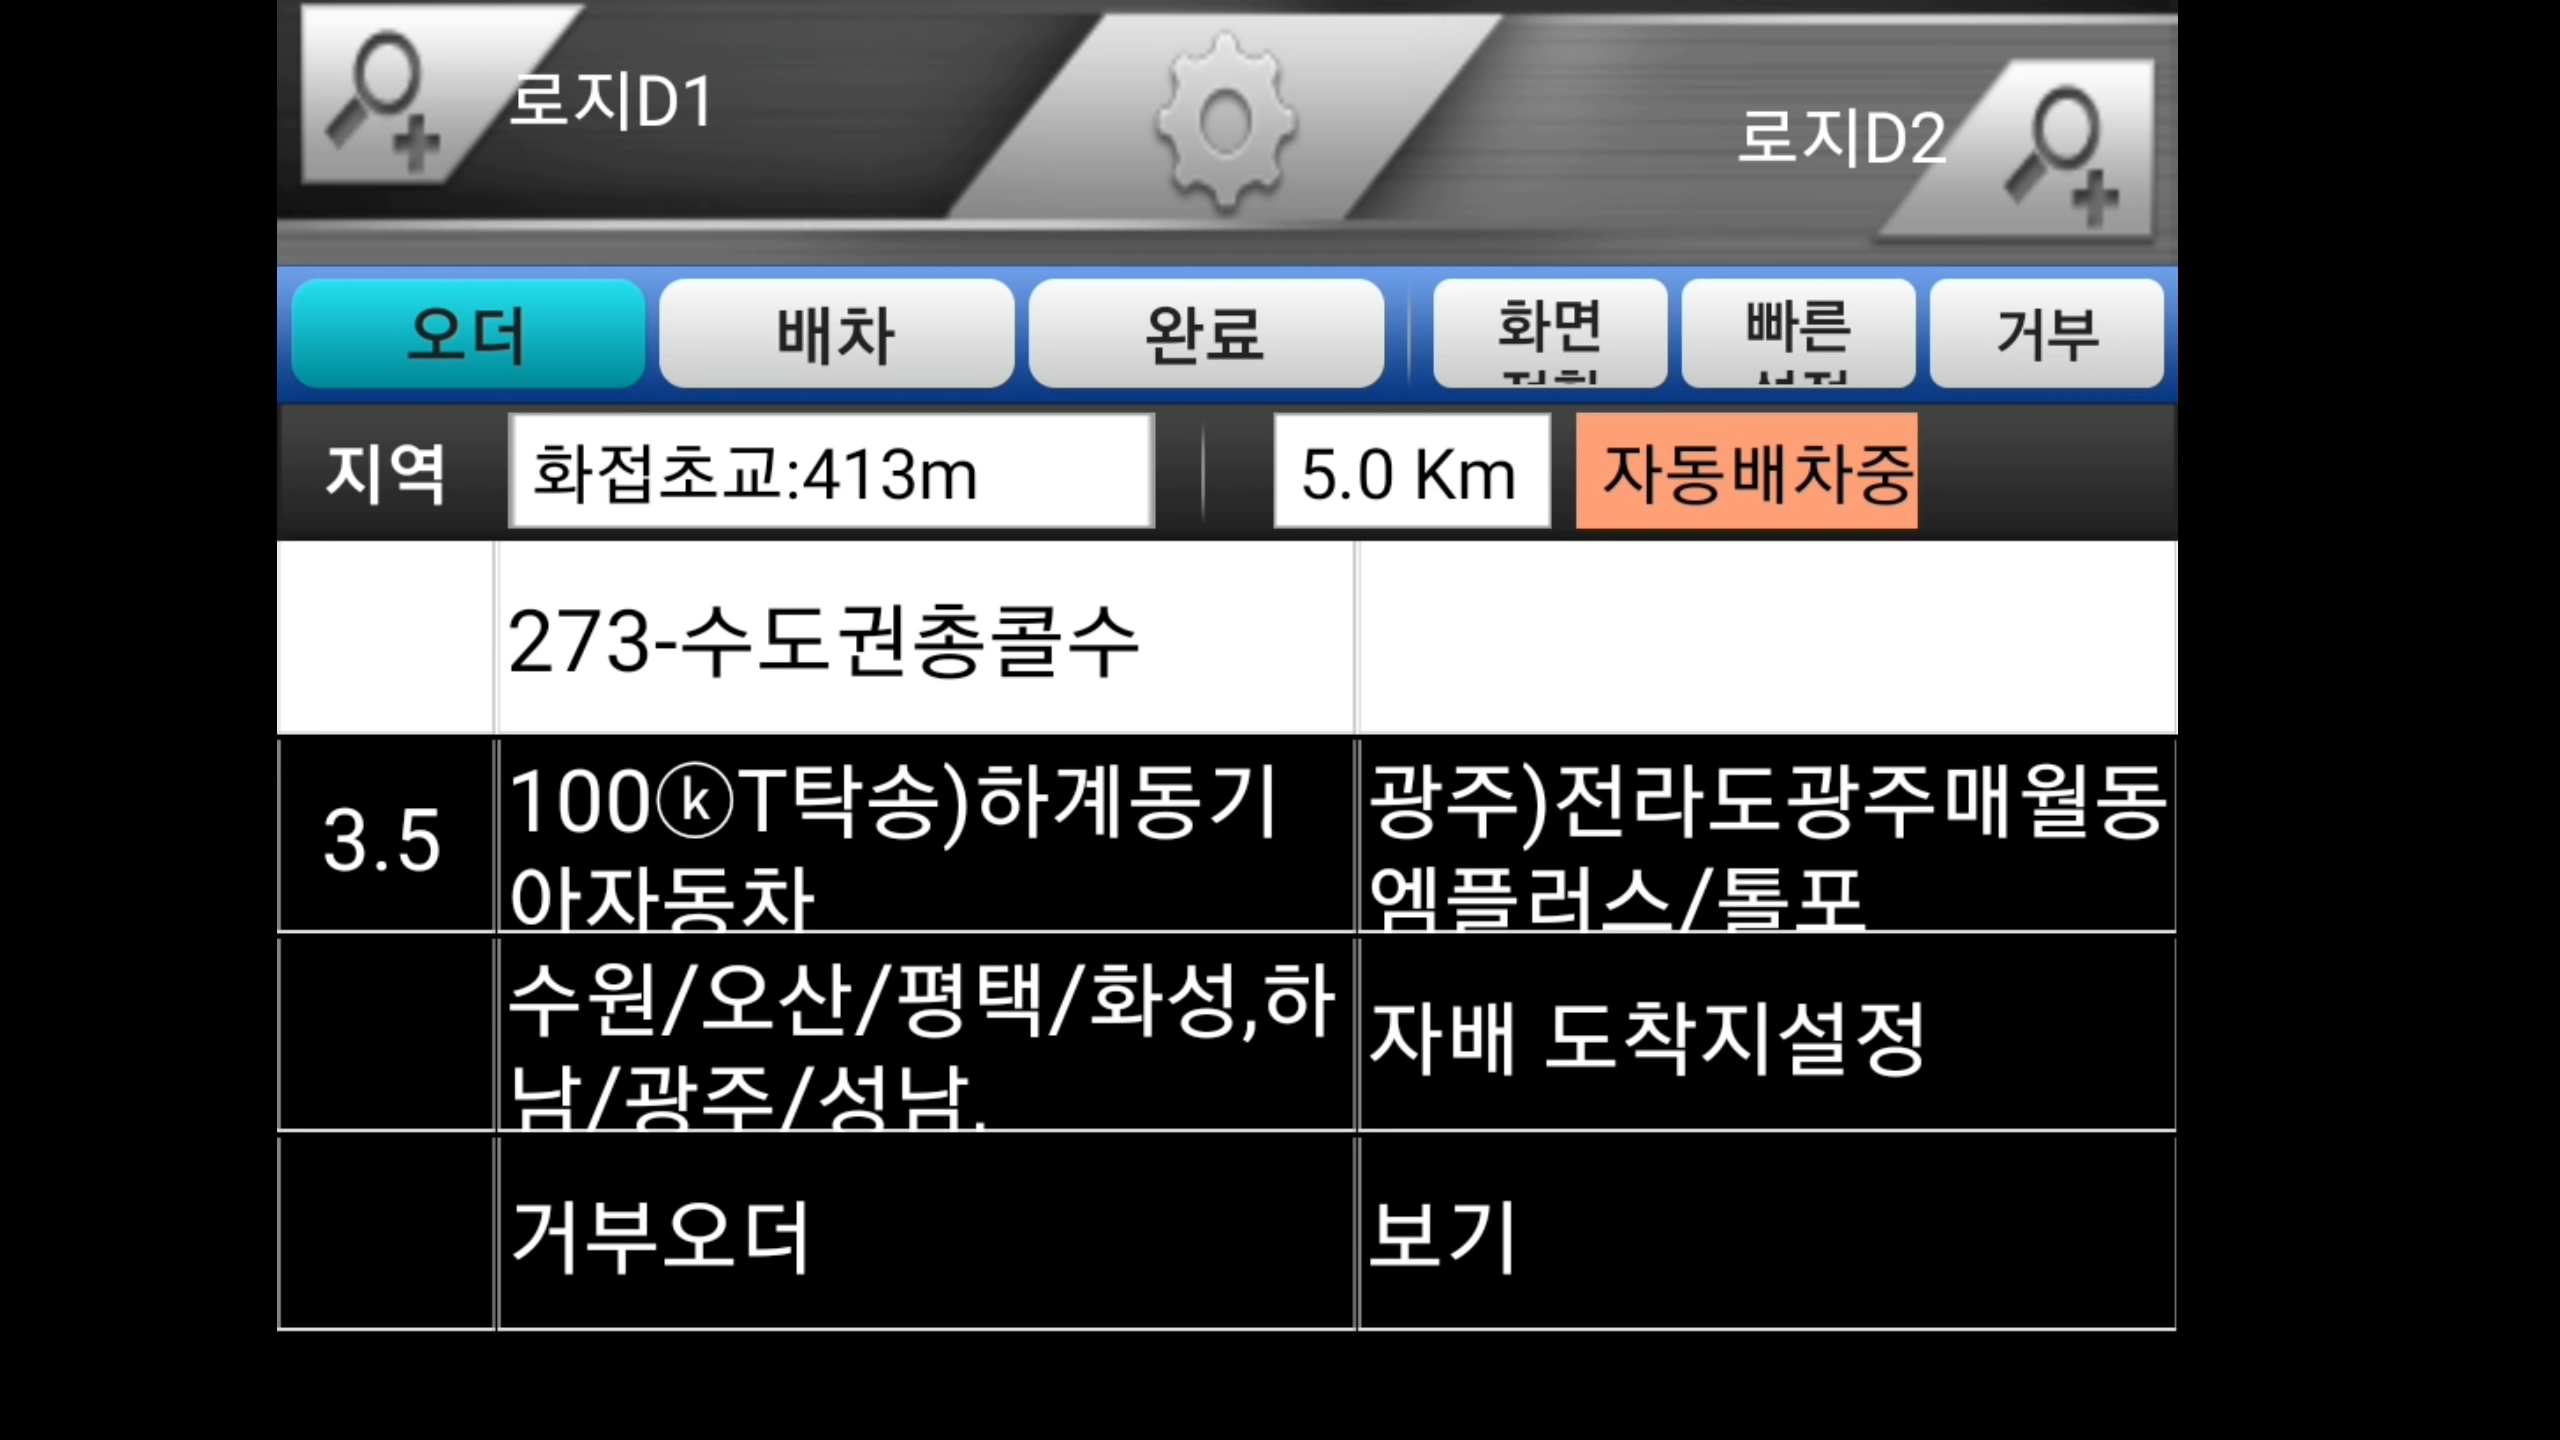 로지D1
로지D2
오더
배차
완료
화면
빠른
거부
지역
화접초교:413m
5.0 Km
자동배차중
273-수도권총콜수
3.5
100ⓚT탁송)하계동기
아자동차
광주)전라도광주매월동
엠플러스/톨포
수원/오산/평택/화성,하
남/광주/성남.
자배 도착지설정
거부오더
보기